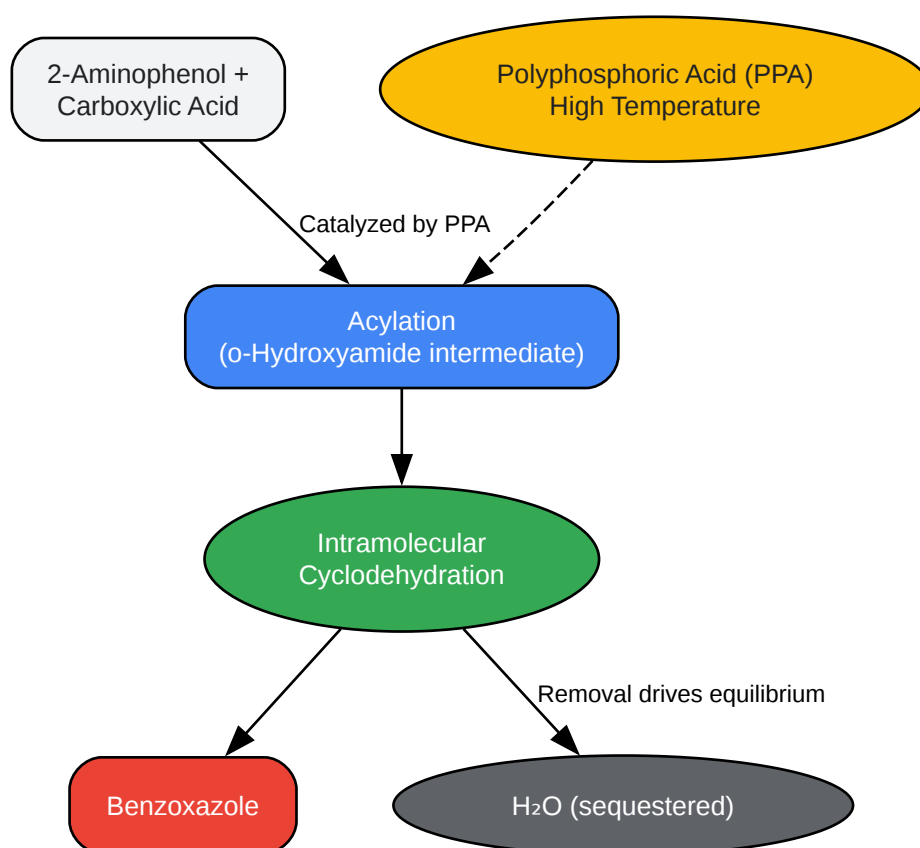 2-Aminophenol +
Carboxylic Acid
Polyphosphoric Acid (PPA)
High Temperature
Catalyzed by PPA
Acylation
(o-Hydroxyamide intermediate)
Intramolecular
Cyclodehydration
Removal drives equilibrium
Benzoxazole
H₂O (sequestered)